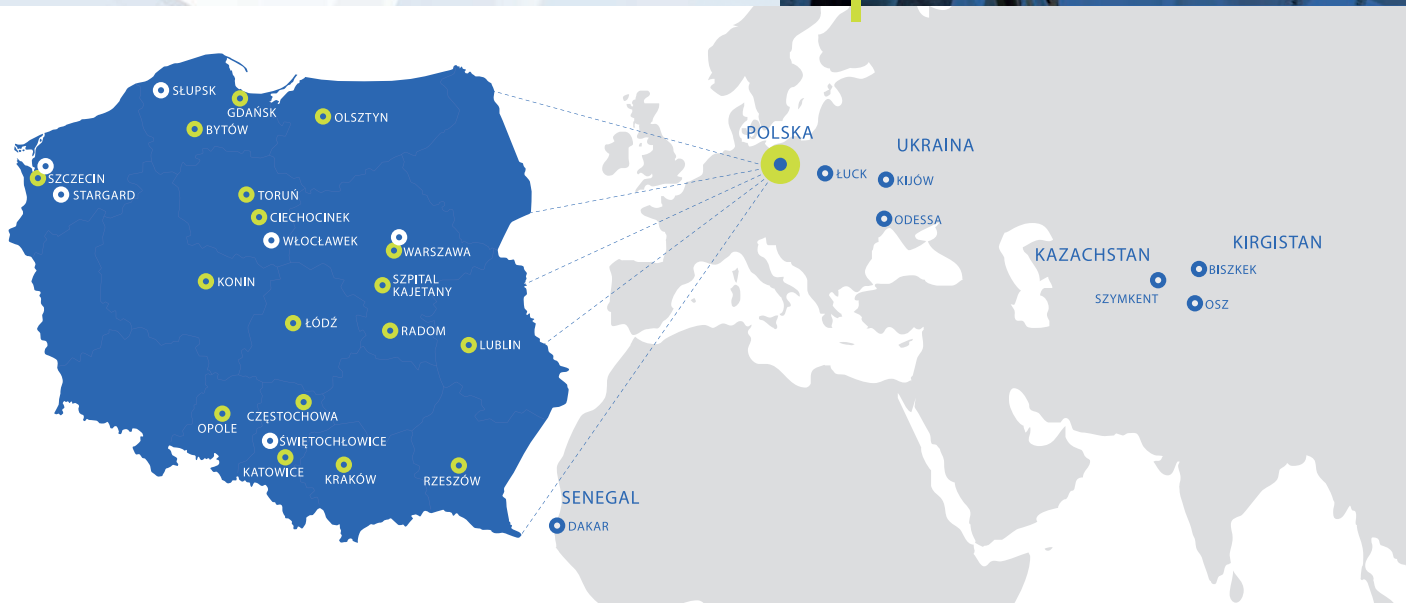 SŁUPSK
GDAŃSK
BYTÓW
OLSZTYN
SZCZECIN
STARGARD
TORUŃ
CIECHOCINEK
WŁOCŁAWEK
WARSZAWA
KONIN
SZPITAL
KAJETANY
ŁÓDŹ
RADOM
LUBLIN
CZĘSTOCHOWA
OPOLE
ŚWIĘTOCHŁOWICE
KATOWICE
KRAKÓW
RZESZÓW
POLSKA
UKRAINA
ŁUCK
KIJÓW
ODESSA
KAZACHSTAN
KIRGISTAN
BISZKEK
SZYMKENT
OSZ
SENEGAL
DAKAR